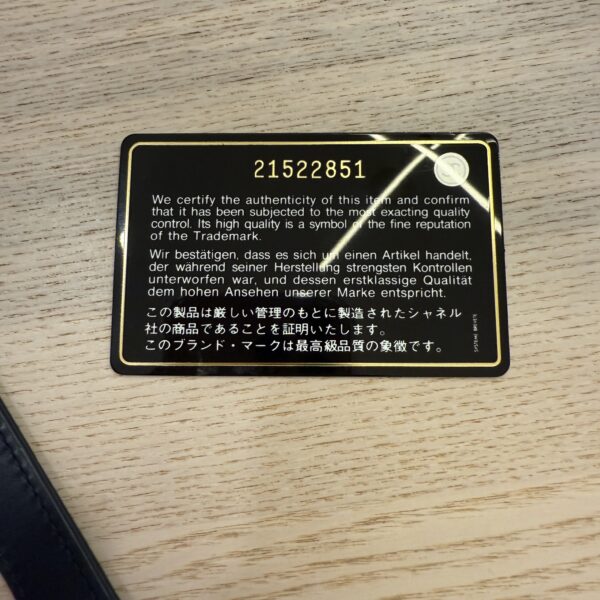 21522851
We certify the authenticity of this item and confirm
that it has been subjected to the most exacting quality
control. Its high quality is a symbol of the fine reputation
of the Trademark.
Wir bestätigen, dass es sich um einen Artikel handelt,
der während seiner Herstellung strengsten Kontrollen
unterworfen war, und dessen erstklassige Qualität
dem hohen Ansehen unserer Marke entspricht.
この製品は厳しい管理のもとに製造されたシャネル
社の商品であることを証明いたします。
このブランド・マークは最高級品質の象徴です。